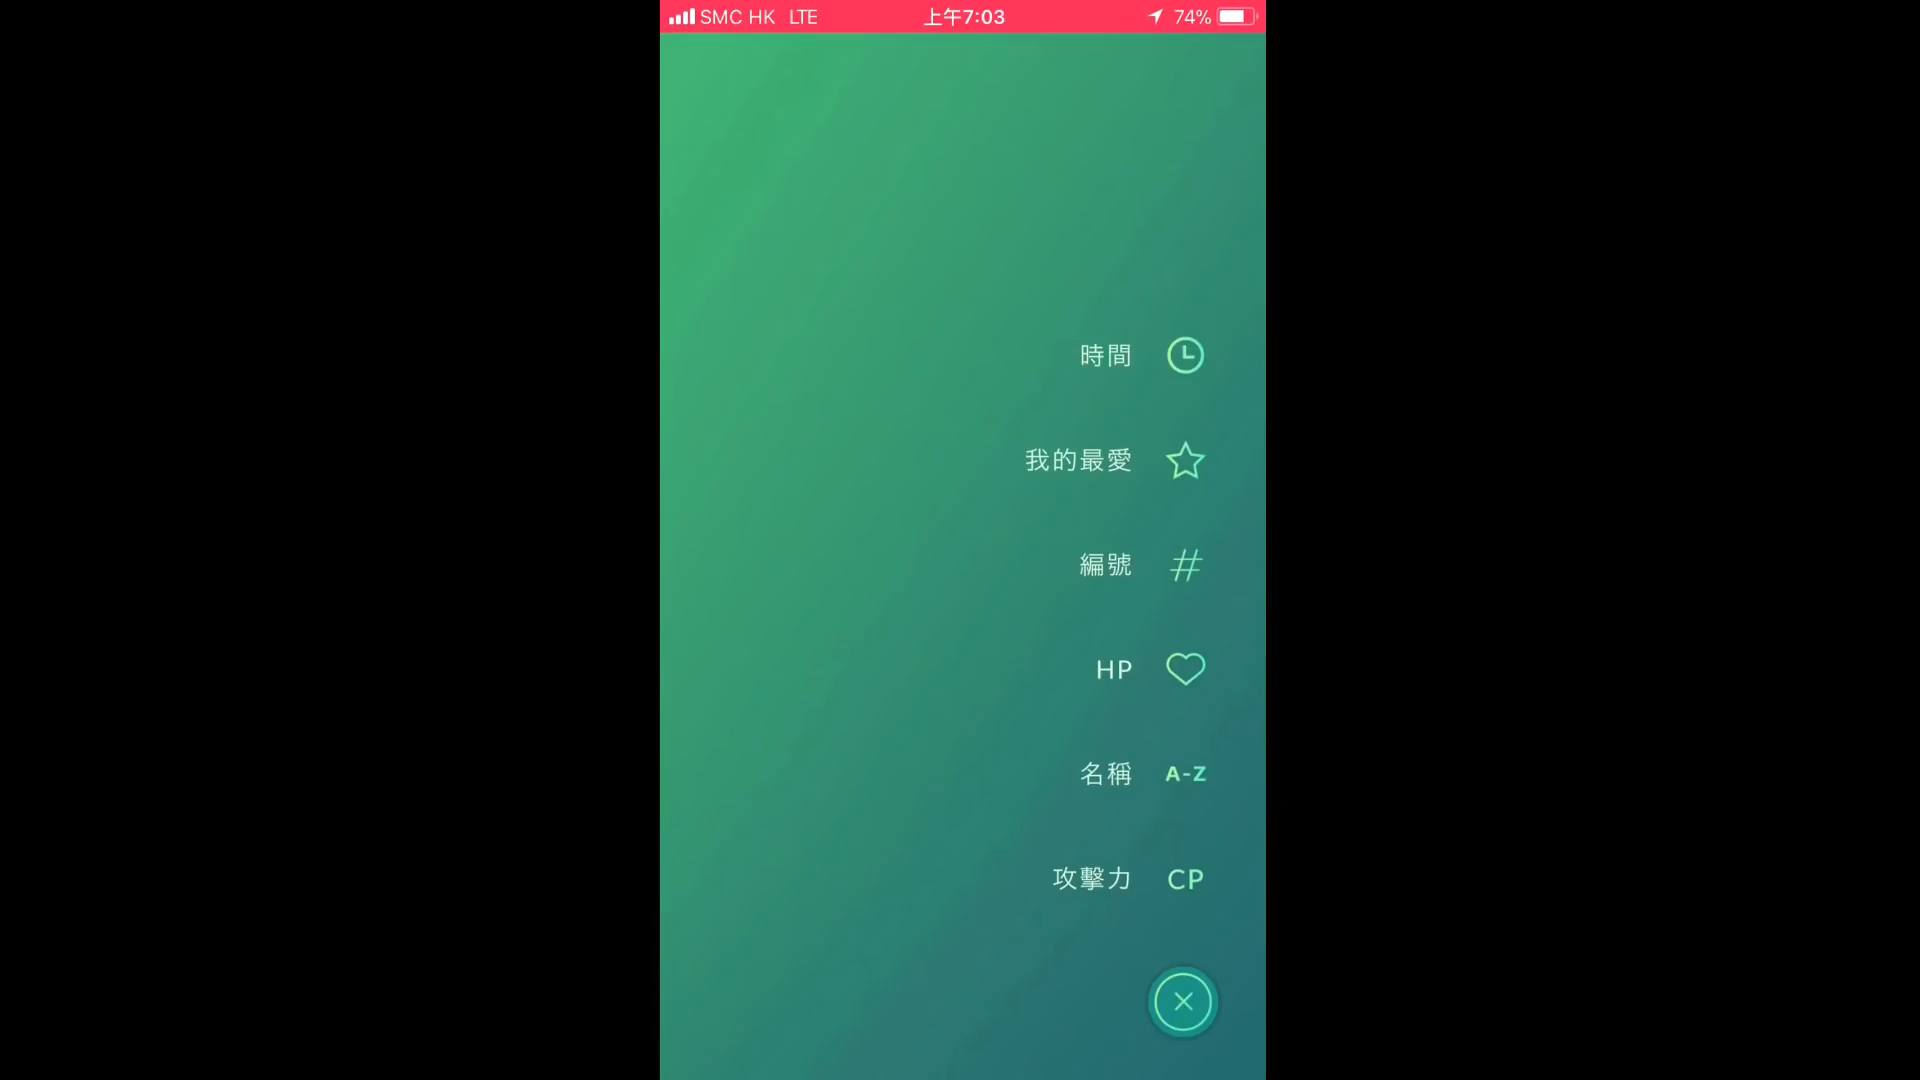 SMC HK LTE 上午7:03 74%
時間
我的最愛
編號 #
HP
名稱 A-Z
攻擊力 CP